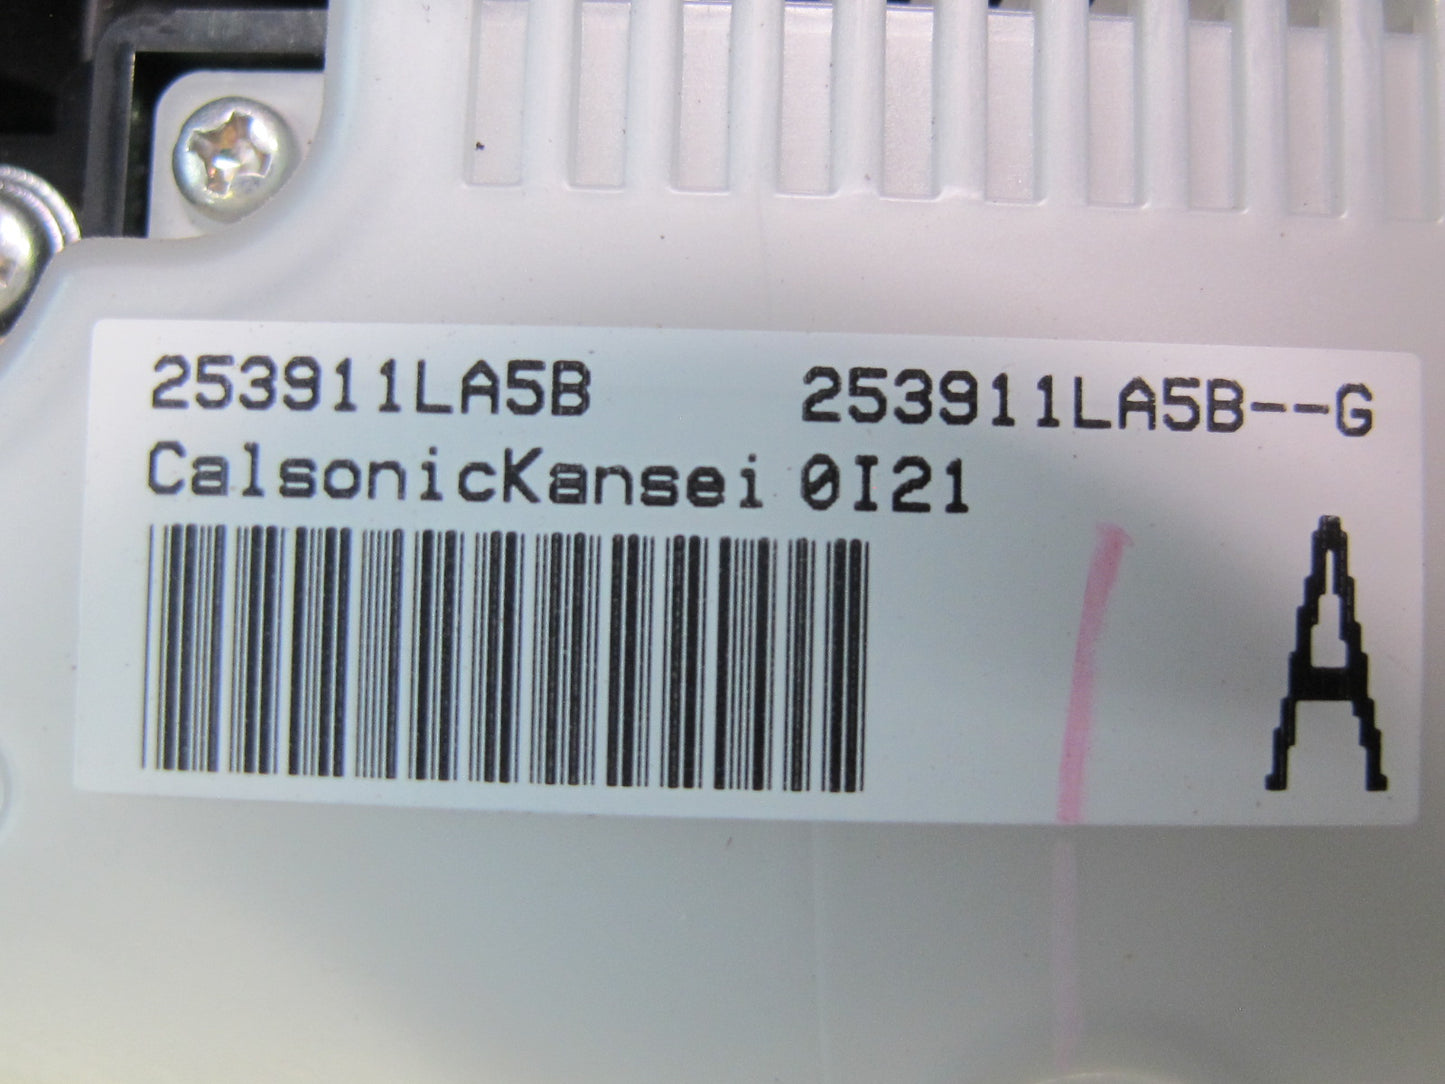 253911LA5B 253911LA5B--G
CalsonicKansei 0I21
A